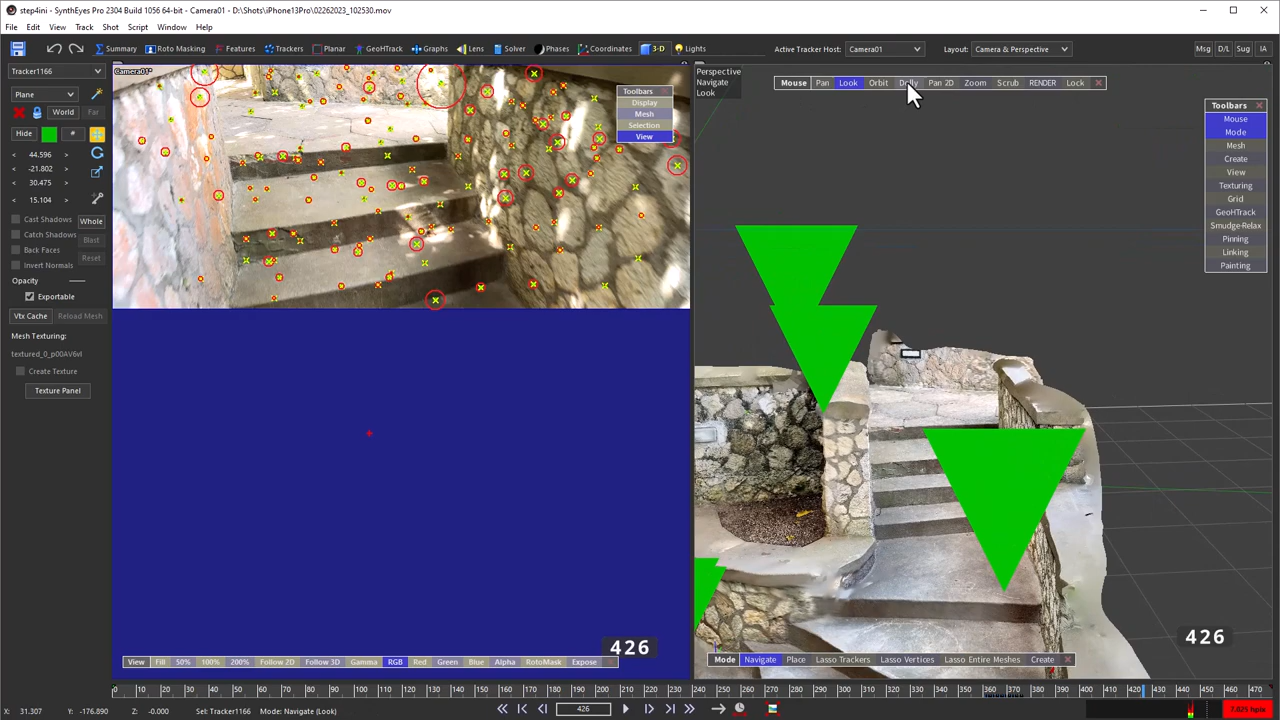 step4ini - SynthEyes Pro 2304 Build 1056 64-bit - Camera01 - D:\Shots\iPhone13Pro\02262023_102530.mov
File Edit View Track Shot Script Window Help
Summary Roto Masking Features Trackers Planar GeoHTrack Graphs Lens Solver Phases Coordinates 3-D Lights Active Tracker Host: Camera01 Layout: Camera & Perspective Msg D/L Sug IA
Tracker1166
Plane
World Far
Hide #
< 44.596 >
< -21.802 >
< 30.475 >
< 15.104 >
Cast Shadows Whole
Catch Shadows Blast
Back Faces Reset
Invert Normals
Opacity
Exportable
Vtx Cache Reload Mesh
Mesh Texturing:
textured_0_p00AV6vl
Create Texture
Texture Panel
Camera01*
Toolbars
Display
Mesh
Selection
View
426
View Fill 50% 100% 200% Follow 2D Follow 3D Gamma RGB Red Green Blue Alpha RotoMask Expose
Perspective
Navigate
Look
Mouse Pan Look Orbit Dolly Pan 2D Zoom Scrub RENDER Lock
Toolbars
Mouse
Mode
Mesh
Create
View
Texturing
Grid
GeoHTrack
Smudge-Relax
Pinning
Linking
Painting
426
Mode Navigate Place Lasso Trackers Lasso Vertices Lasso Entire Meshes Create
0 10 20 30 40 50 60 70 80 90 100 110 120 130 140 150 160 170 180 190 200 210 220 230 240 250 260 270 280 290 300 310 320 330 340 350 360 370 380 390 400 410 420 430 440 450 460 470
X: 31.307 Y: -176.890 Z: -0.000 Sel: Tracker1166 Mode: Navigate (Look) 426 7.625 hpix